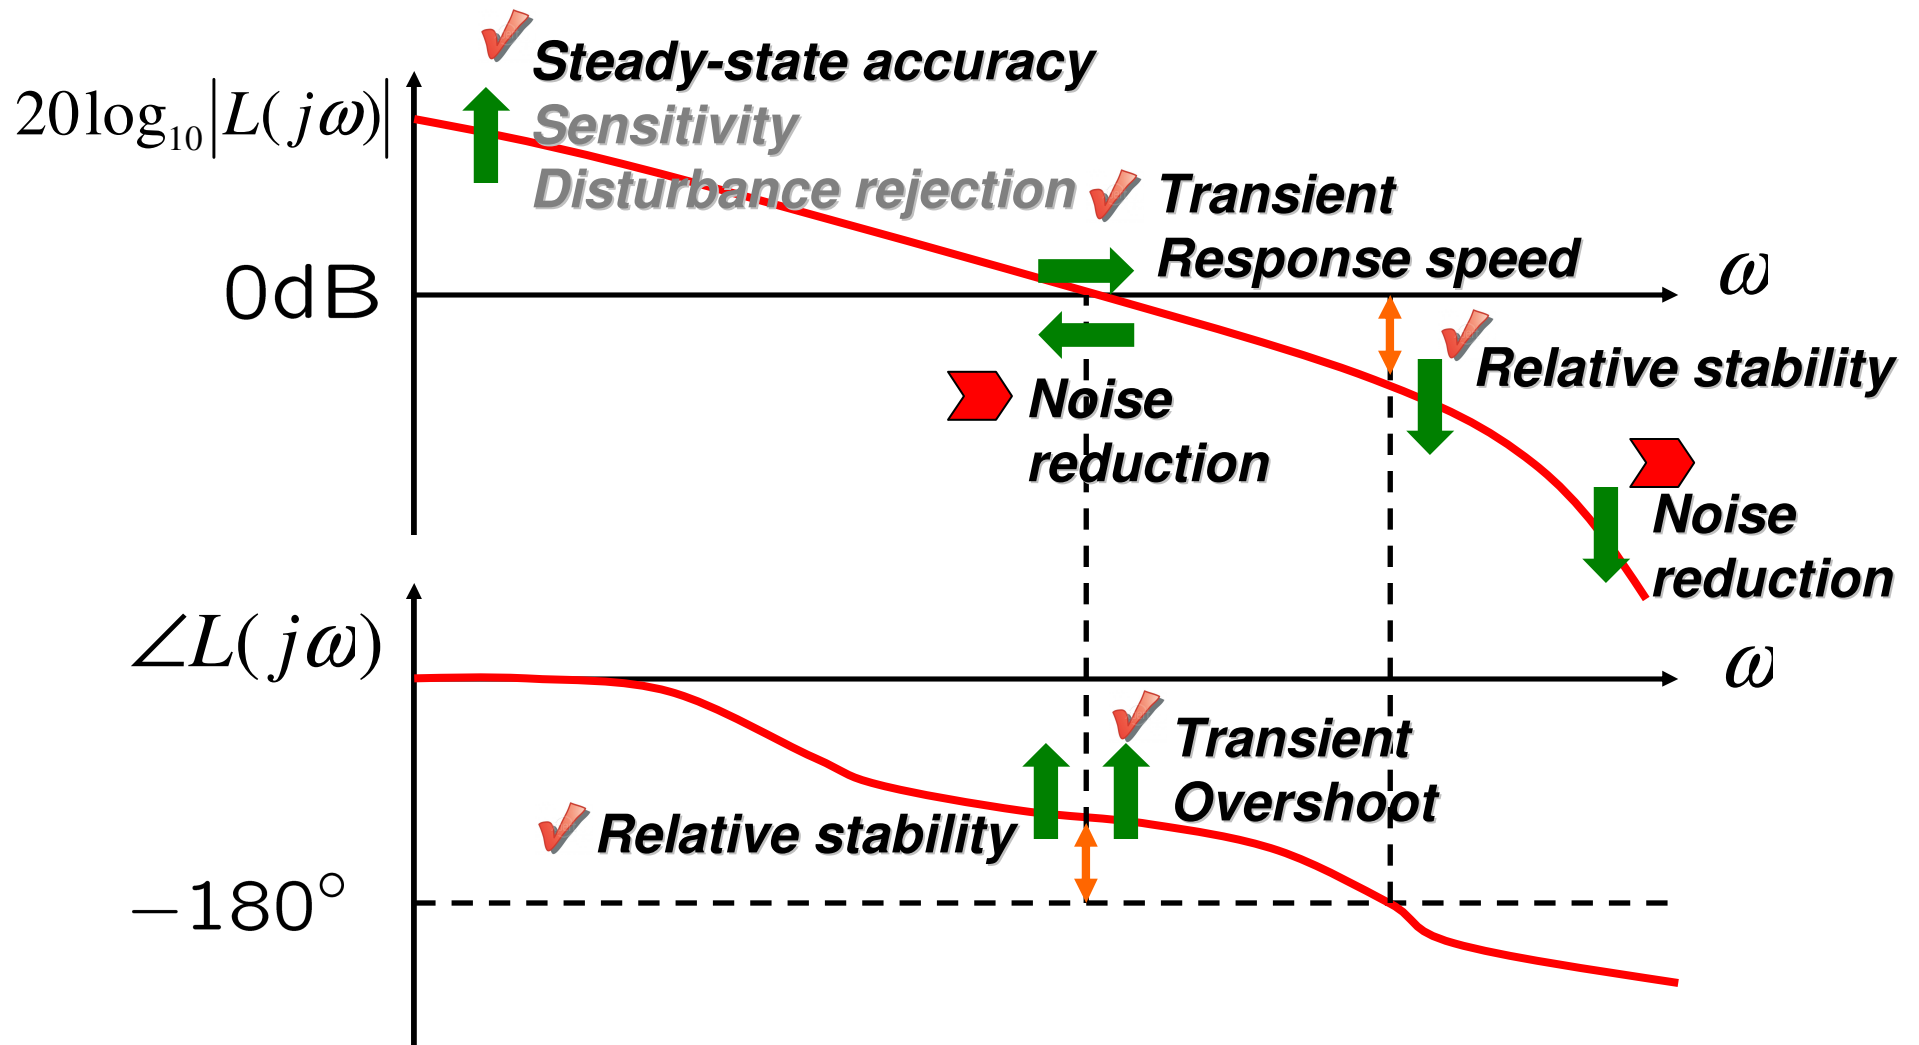 Steady-state accuracy
20log₁₀|L(jω)|
Sensitivity
Disturbance rejection
Transient
Response speed
0dB
ω
Relative stability
Noise
reduction
Noise
reduction
∠L(jω)
ω
Transient
Overshoot
Relative stability
−180°